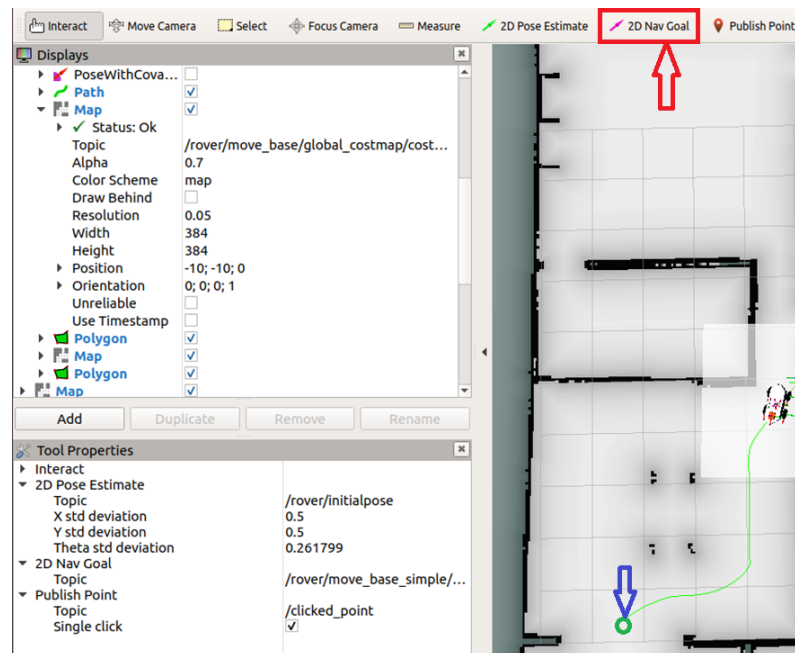 Interact Move Camera Select Focus Camera Measure 2D Pose Estimate 2D Nav Goal Publish Point
Displays
PoseWithCova...
Path
Map
Status: Ok
Topic /rover/move_base/global_costmap/cost...
Alpha 0.7
Color Scheme map
Draw Behind
Resolution 0.05
Width 384
Height 384
Position -10; -10; 0
Orientation 0; 0; 0; 1
Unreliable
Use Timestamp
Polygon
Map
Polygon
Map
Add Duplicate Remove Rename
Tool Properties
Interact
2D Pose Estimate
Topic /rover/initialpose
X std deviation 0.5
Y std deviation 0.5
Theta std deviation 0.261799
2D Nav Goal
Topic /rover/move_base_simple/...
Publish Point
Topic /clicked_point
Single click